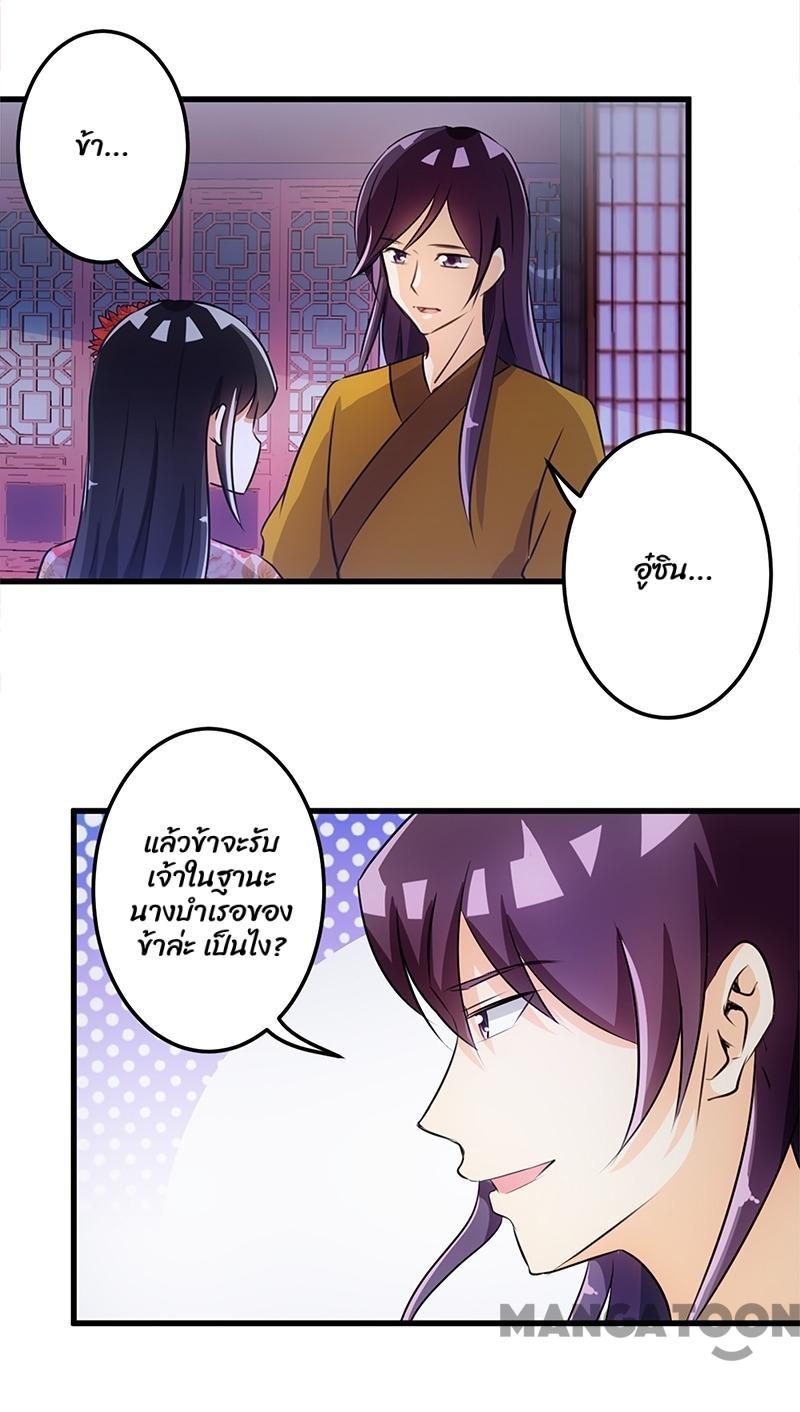 ข้า...
อู๋ซิน...
แล้วข้าจะรับ
เจ้าในฐานะ
นางบำเรอของ
ข้าล่ะ เป็นไง?
MANGATOON